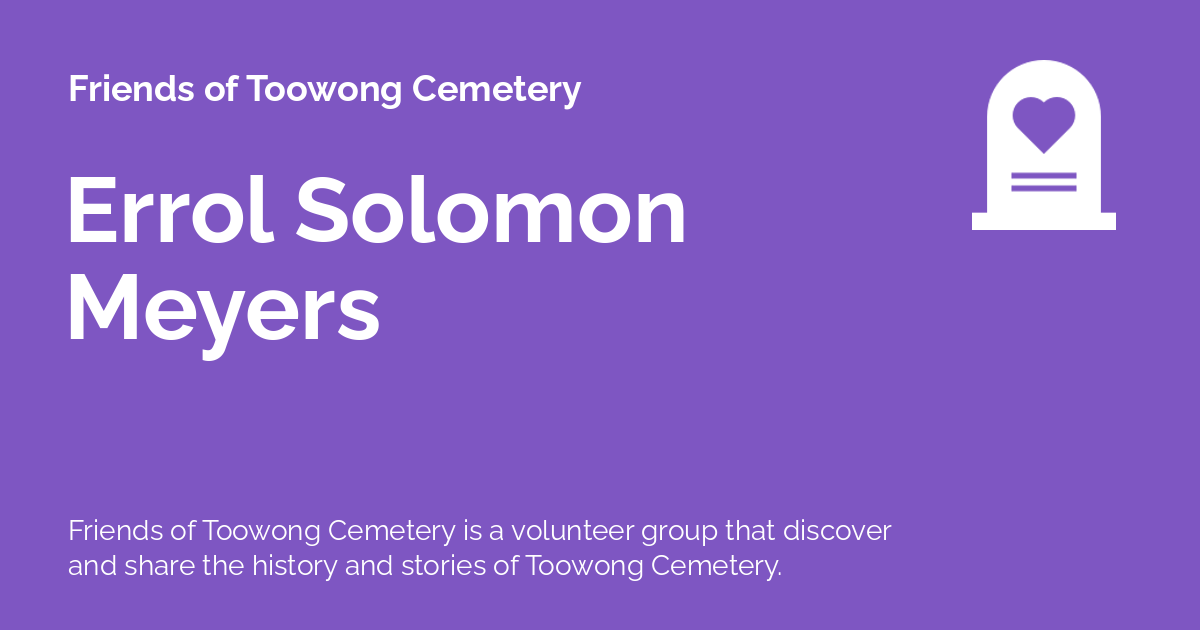 Friends of Toowong Cemetery
Errol Solomon
Meyers
Friends of Toowong Cemetery is a volunteer group that discover
and share the history and stories of Toowong Cemetery.